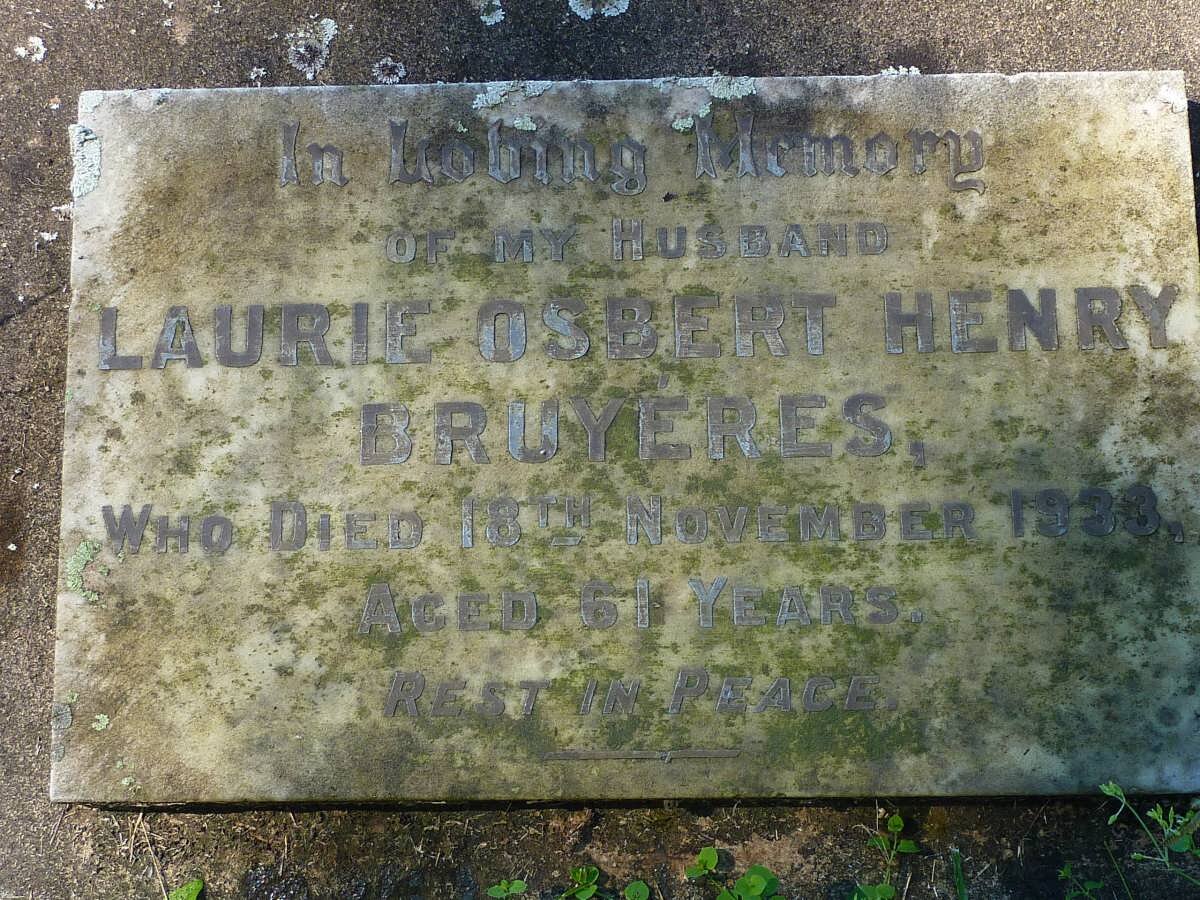 In Loving Memory
OF MY HUSBAND
LAURIE OSBERT HENRY
BRUYÉRES,
WHO DIED 18TH NOVEMBER 1933,
AGED 61 YEARS.
REST IN PEACE.